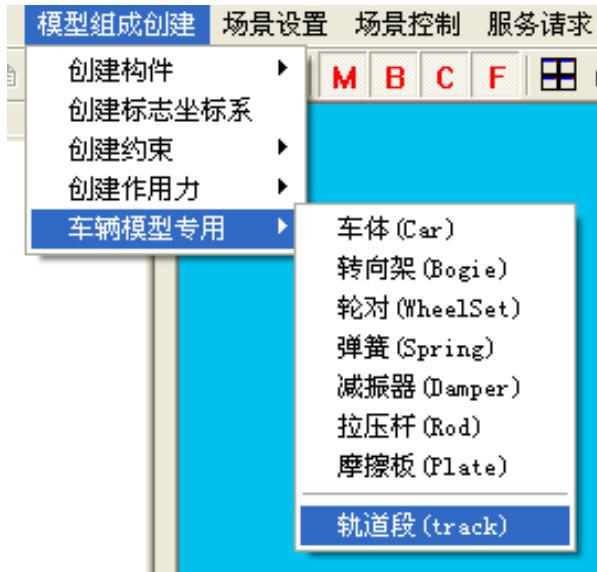 模型组成创建 场景设置 场景控制 服务请求
创建构件
M B C F
创建标志坐标系
创建约束
创建作用力
车辆模型专用
车体(Car)
转向架(Bogie)
轮对(WheelSet)
弹簧(Spring)
减振器(Damper)
拉压杆(Rod)
摩擦板(Plate)
轨道段(track)